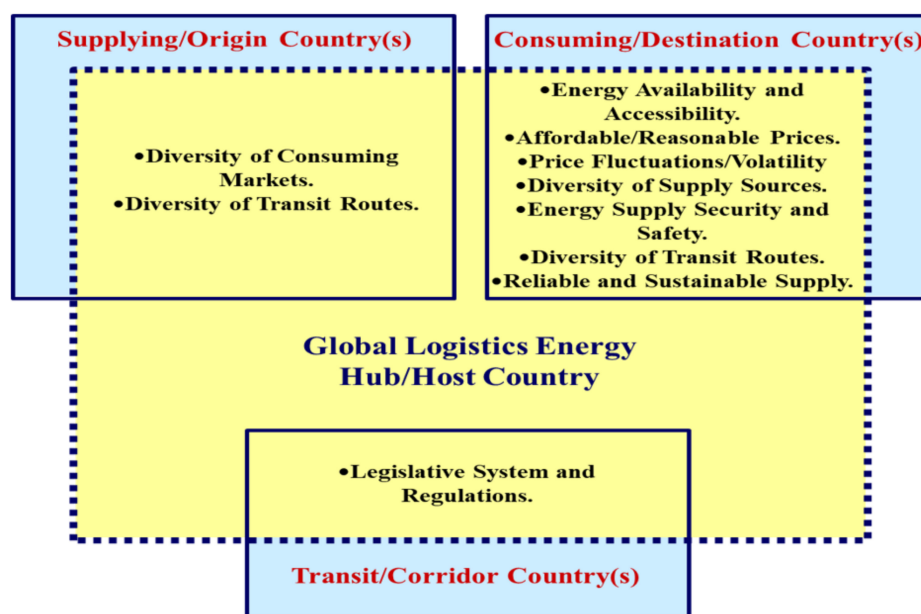 Supplying/Origin Country(s)
•Diversity of Consuming
Markets.
•Diversity of Transit Routes.
Consuming/Destination Country(s)
•Energy Availability and
Accessibility.
•Affordable/Reasonable Prices.
•Price Fluctuations/Volatility
•Diversity of Supply Sources.
•Energy Supply Security and
Safety.
•Diversity of Transit Routes.
•Reliable and Sustainable Supply.
Global Logistics Energy
Hub/Host Country
•Legislative System and
Regulations.
Transit/Corridor Country(s)